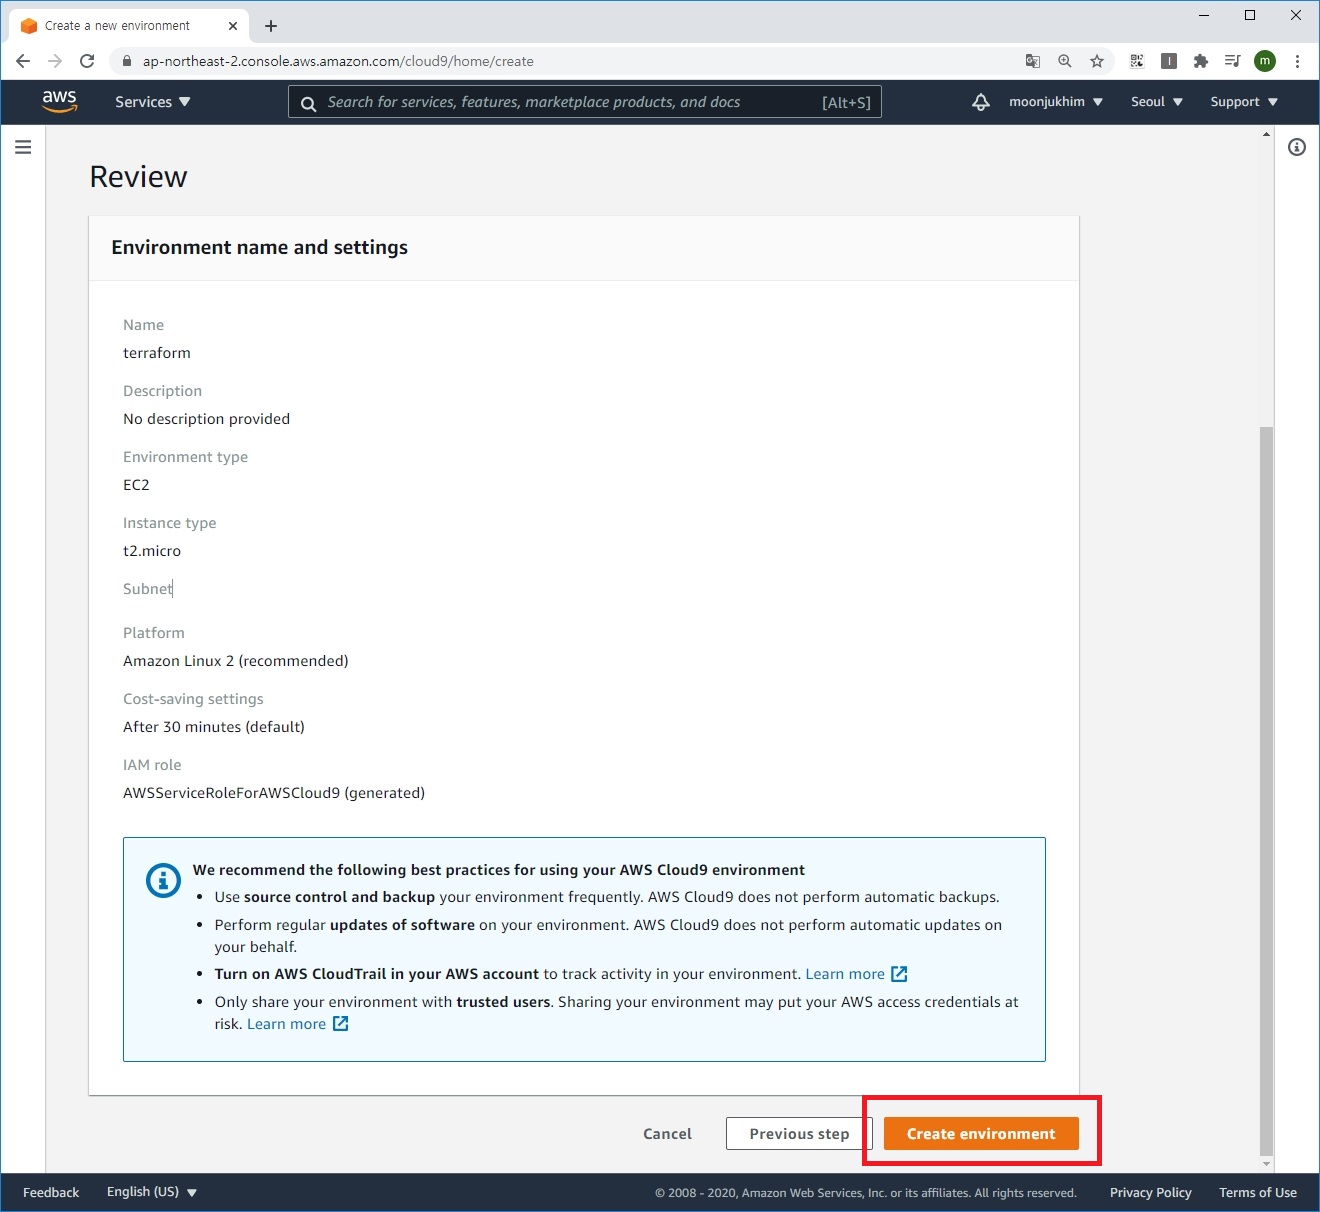 Create a new environment
ap-northeast-2.console.aws.amazon.com/cloud9/home/create
I
m
aws
Services
Search for services, features, marketplace products, and docs
[Alt+S]
moonjukhim
Seoul
Support
Review
Environment name and settings
Name
terraform
Description
No description provided
Environment type
EC2
Instance type
t2.micro
Subnet
Platform
Amazon Linux 2 (recommended)
Cost-saving settings
After 30 minutes (default)
IAM role
AWSServiceRoleForAWSCloud9 (generated)
We recommend the following best practices for using your AWS Cloud9 environment
• Use source control and backup your environment frequently. AWS Cloud9 does not perform automatic backups.
• Perform regular updates of software on your environment. AWS Cloud9 does not perform automatic updates on
your behalf.
• Turn on AWS CloudTrail in your AWS account to track activity in your environment. Learn more
• Only share your environment with trusted users. Sharing your environment may put your AWS access credentials at
risk. Learn more
Cancel
Previous step
Create environment
Feedback
English (US)
© 2008 - 2020, Amazon Web Services, Inc. or its affiliates. All rights reserved.
Privacy Policy
Terms of Use